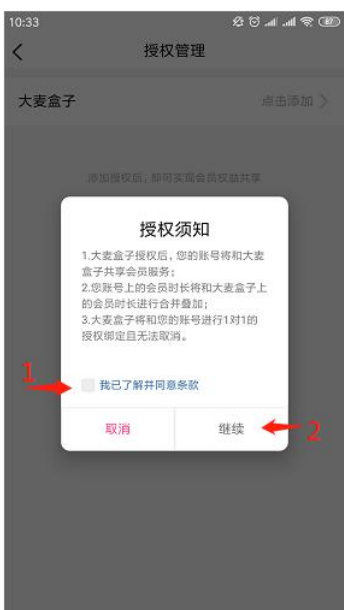 10:33
87
授权管理
大麦盒子
点击添加
添加授权后，即可实现会员权益共享
授权须知
1.大麦盒子授权后，您的账号将和大麦
盒子共享会员服务；
2.您账号上的会员时长将和大麦盒子上
的会员时长进行合并叠加；
3.大麦盒子将和您的账号进行1对1的
授权绑定且无法取消。
1
我已了解并同意条款
取消
继续
2